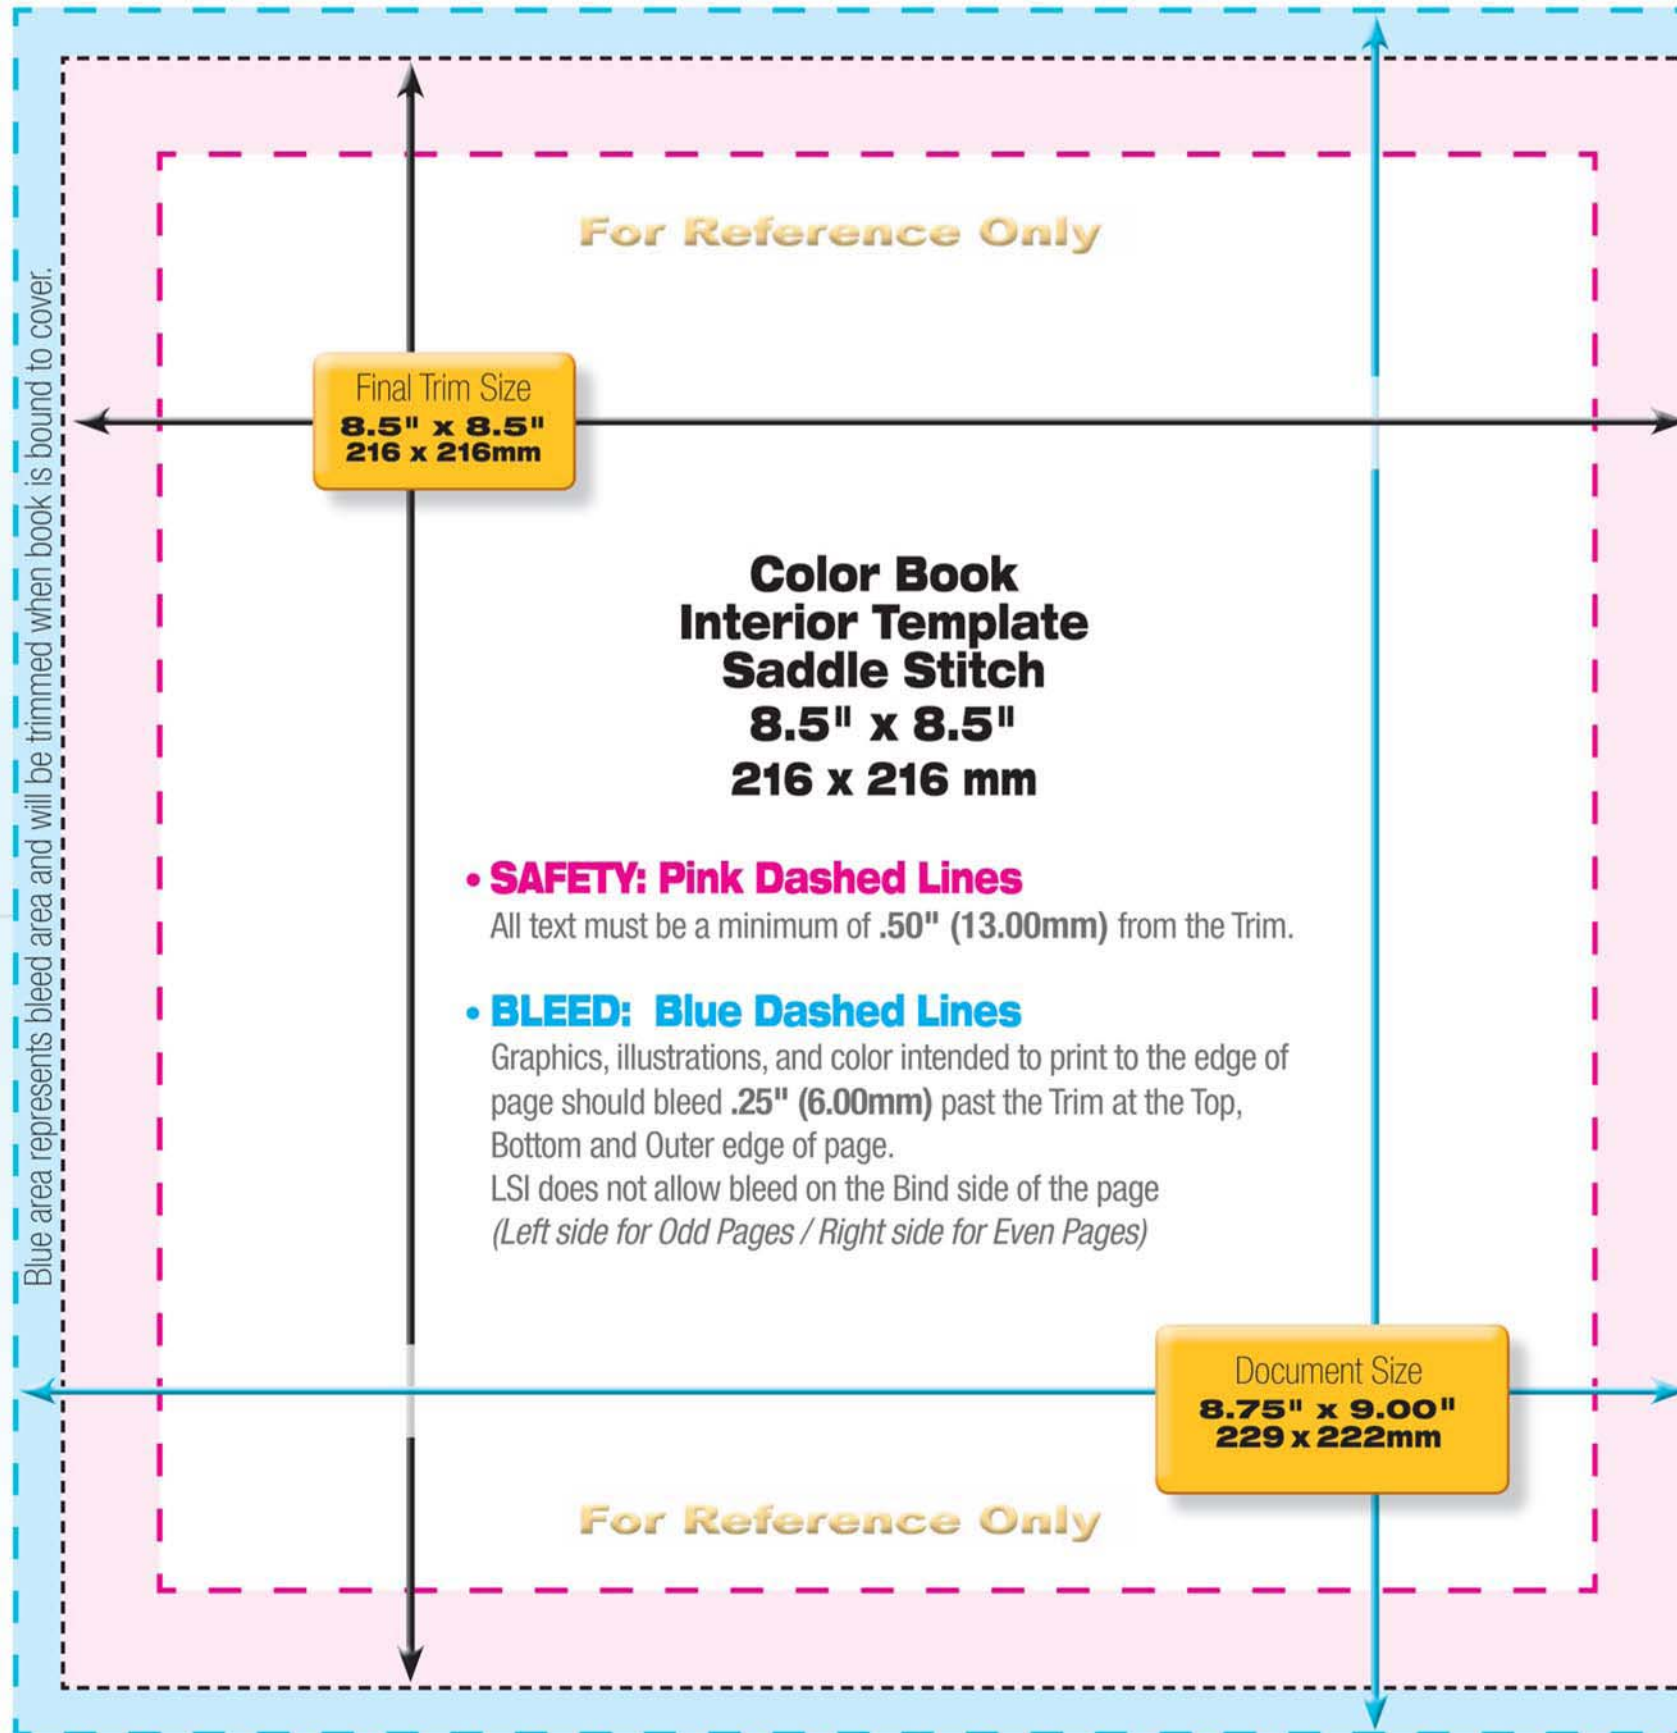 For Reference Only
Final Trim Size
8.5" x 8.5"
216 x 216mm
Color Book
Interior Template
Saddle Stitch
8.5" x 8.5"
216 x 216 mm
• SAFETY: Pink Dashed Lines
All text must be a minimum of .50" (13.00mm) from the Trim.
• BLEED: Blue Dashed Lines
Graphics, illustrations, and color intended to print to the edge of
page should bleed .25" (6.00mm) past the Trim at the Top,
Bottom and Outer edge of page.
LSI does not allow bleed on the Bind side of the page
(Left side for Odd Pages / Right side for Even Pages)
Document Size
8.75" x 9.00"
229 x 222mm
For Reference Only
Blue area represents bleed area and will be trimmed when book is bound to cover.